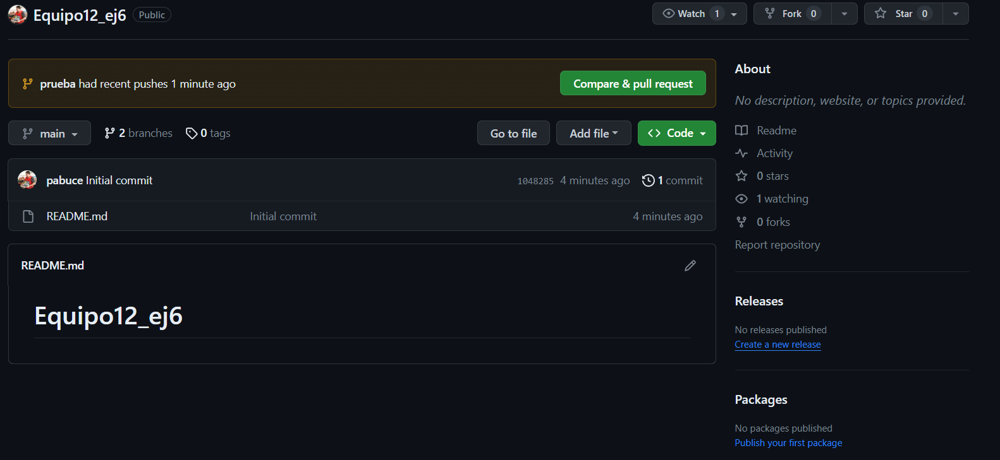 Equipo12_ej6 Public Watch 1 Fork 0 Star 0
prueba had recent pushes 1 minute ago Compare & pull request
main 2 branches 0 tags Go to file Add file <> Code
pabuce Initial commit 1048285 4 minutes ago 1 commit
README.md Initial commit 4 minutes ago
README.md
Equipo12_ej6
About
No description, website, or topics provided.
Readme
Activity
0 stars
1 watching
0 forks
Report repository
Releases
No releases published
Create a new release
Packages
No packages published
Publish your first package